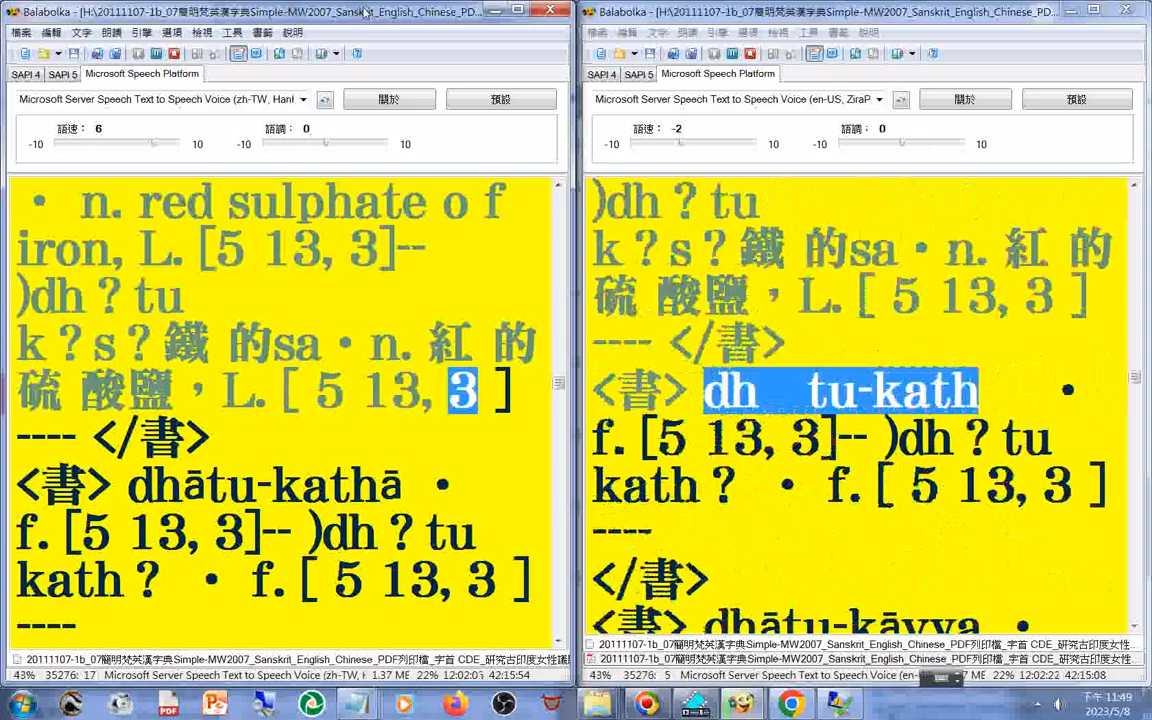 Balabolka - [H:\20111107-1b_07簡明梵英漢字典Simple-MW2007_Sanskrit_English_Chinese_PD...
檔案 編輯 文字 朗讀 引擎 選項 檢視 工具 書籤 說明
SAPI 4 SAPI 5 Microsoft Speech Platform
Microsoft Server Speech Text to Speech Voice (zh-TW, Hanl
關於 預設
語速： 6 語調： 0
-10 10 -10 10
• n. red sulphate o f
iron, L. [5 13, 3]--
)dh ? tu
k ? s ? 鐵 的sa • n. 紅 的
硫 酸鹽，L. [ 5 13, 3 ]
---- </書>
<書> dhātu-kathā •
f. [5 13, 3]-- )dh ? tu
kath ? • f. [ 5 13, 3 ]
----
20111107-1b_07簡明梵英漢字典Simple-MW2007_Sanskrit_English_Chinese_PDF列印檔_字首 CDE_研究古印度女性議
43% 35276: 17 Microsoft Server Speech Text to Speech Voice (zh-TW, 1.37 MB 22% 12:02:05 42:15:54
Balabolka - [H:\20111107-1b_07簡明梵英漢字典Simple-MW2007_Sanskrit_English_Chinese_PD...
檔案 編輯 文字 朗讀 引擎 選項 檢視 工具 書籤 說明
SAPI 4 SAPI 5 Microsoft Speech Platform
Microsoft Server Speech Text to Speech Voice (en-US, ZiraP
關於 預設
語速： -2 語調： 0
-10 10 -10 10
)dh ? tu
k ? s ? 鐵 的sa • n. 紅 的
硫 酸鹽，L. [ 5 13, 3 ]
---- </書>
<書> dh tu-kath •
f. [5 13, 3]-- )dh ? tu
kath ? • f. [ 5 13, 3 ]
----
</書>
<書> dhātu-kāvya •
20111107-1b_07簡明梵英漢字典Simple-MW2007_Sanskrit_English_Chinese_PDF列印檔_字首 CDE_研究古印度女性
20111107-1b_07簡明梵英漢字典Simple-MW2007_Sanskrit_English_Chinese_PDF列印檔_字首 CDE_研究古印度女性
43% 35276: 5 Microsoft Server Speech Text to Speech Voice (en- 22% 12:02:22 42:15:08
PDF
下午 11:49
2023/5/8